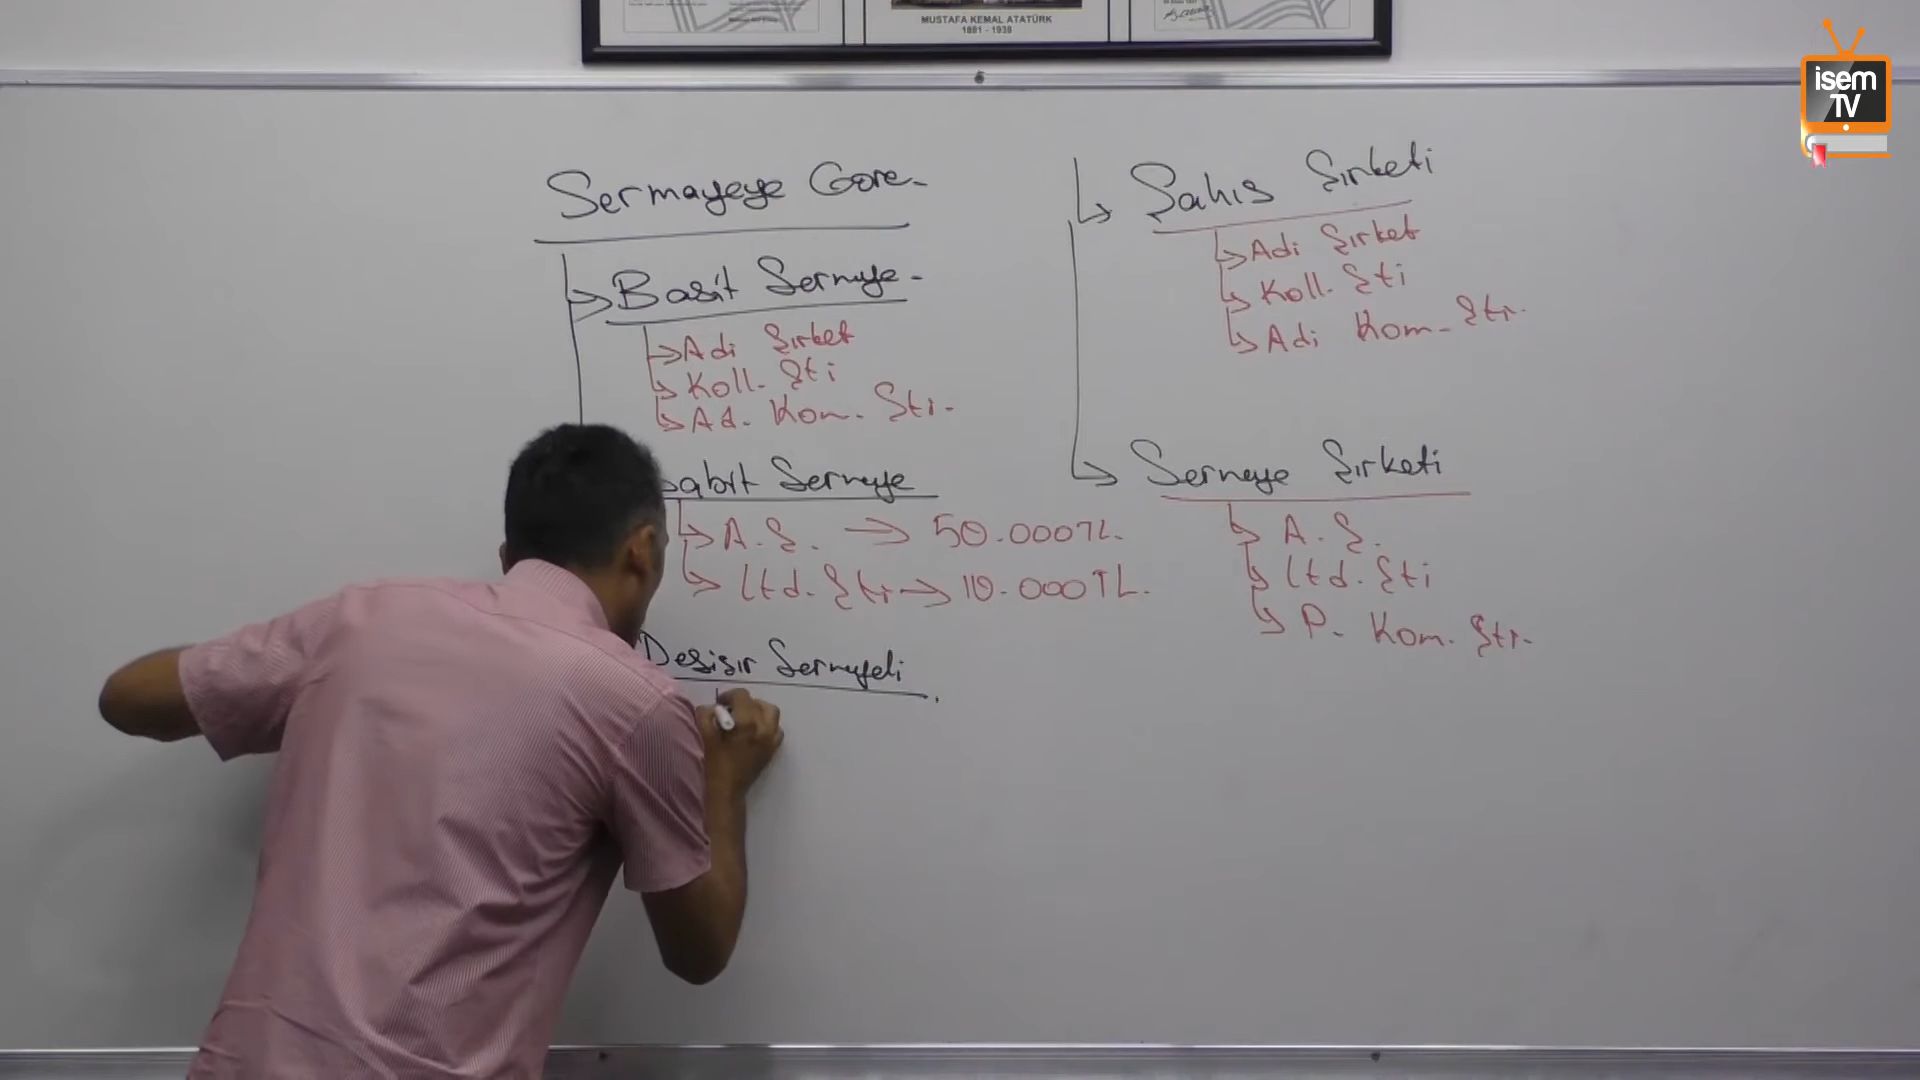 MUSTAFA KEMAL ATATÜRK
1881 - 1938
isem
TV
Sermayeye Göre
Basit Sermaye
Adi Şirket
Koll. Şti
Ad. Kom. Şti.
Sabit Sermaye
A.Ş. → 50.000TL.
Ltd. Şti → 10.000TL.
Değişir Sermayeli
Şahıs Şirketi
Adi Şirket
Koll. Şti
Adi Kom. Şti.
Sermaye Şirketi
A.Ş.
Ltd. Şti
P. Kom. Şti.